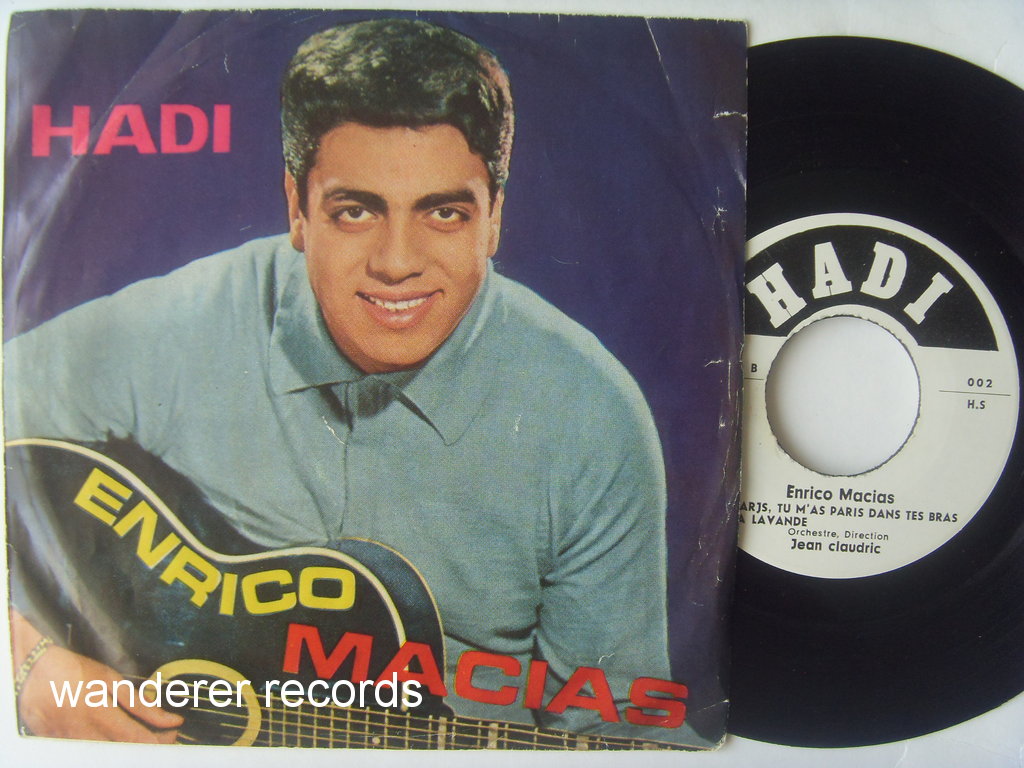 HADI
ENRICO
MACIAS
wanderer records
HADI
B
002
H.S
Enrico Macias
ARJS, TU M'AS PARIS DANS TES BRAS
A LAVANDE
Orchestre, Direction
Jean claudric